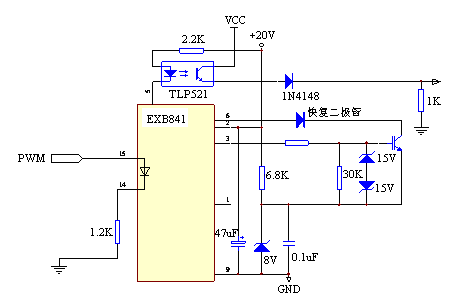 VCC
2.2K
+20V
TLP521
5
1N4148
1K
EXB841
6
快复二极管
2
3
PWM
15
15V
14
6.8K
30K
15V
1
1.2K
47uF
+
8V
0.1uF
9
GND